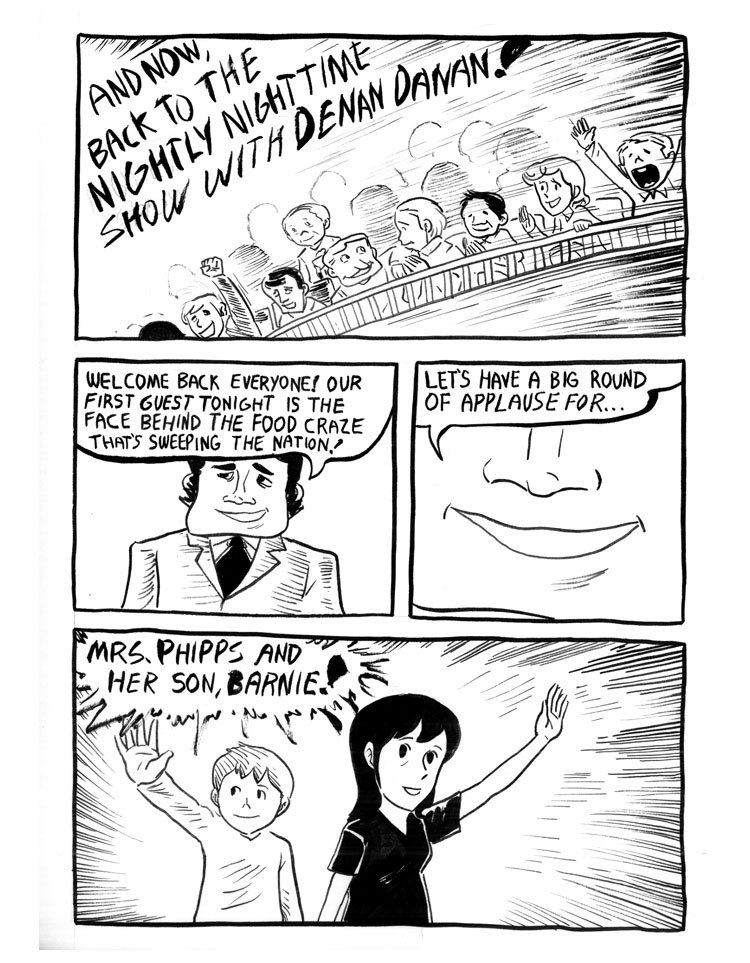 AND NOW,
BACK TO THE
NIGHTLY NIGHTTIME
SHOW WITH DENAN DANAN!
WELCOME BACK EVERYONE! OUR
FIRST GUEST TONIGHT IS THE
FACE BEHIND THE FOOD CRAZE
THAT'S SWEEPING THE NATION!
LET'S HAVE A BIG ROUND
OF APPLAUSE FOR...
MRS. PHIPPS AND
HER SON, BARNIE!